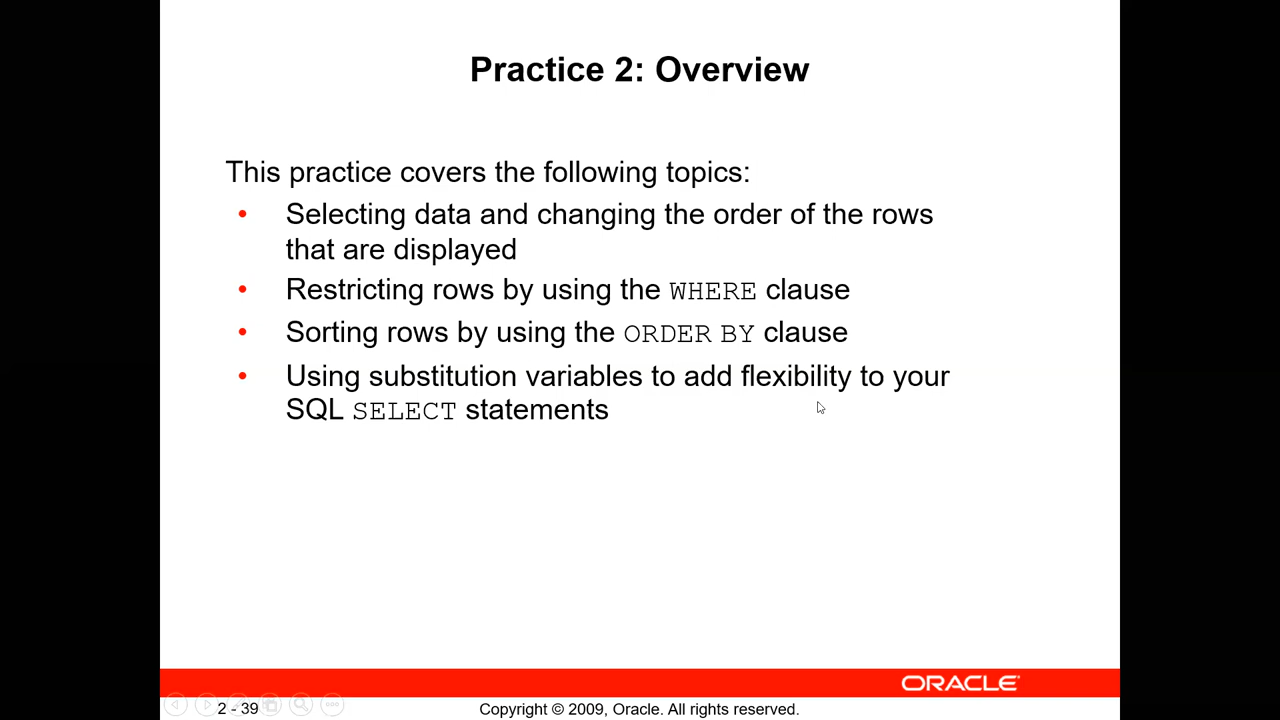 Practice 2: Overview
This practice covers the following topics:
• Selecting data and changing the order of the rows
that are displayed
• Restricting rows by using the WHERE clause
• Sorting rows by using the ORDER BY clause
• Using substitution variables to add flexibility to your
SQL SELECT statements
ORACLE
2 - 39
Copyright © 2009, Oracle. All rights reserved.